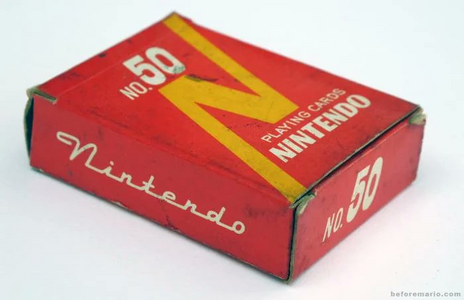 NO. 50
PLAYING CARDS
NINTENDO
N
Nintendo
NO. 50
beforemario.com